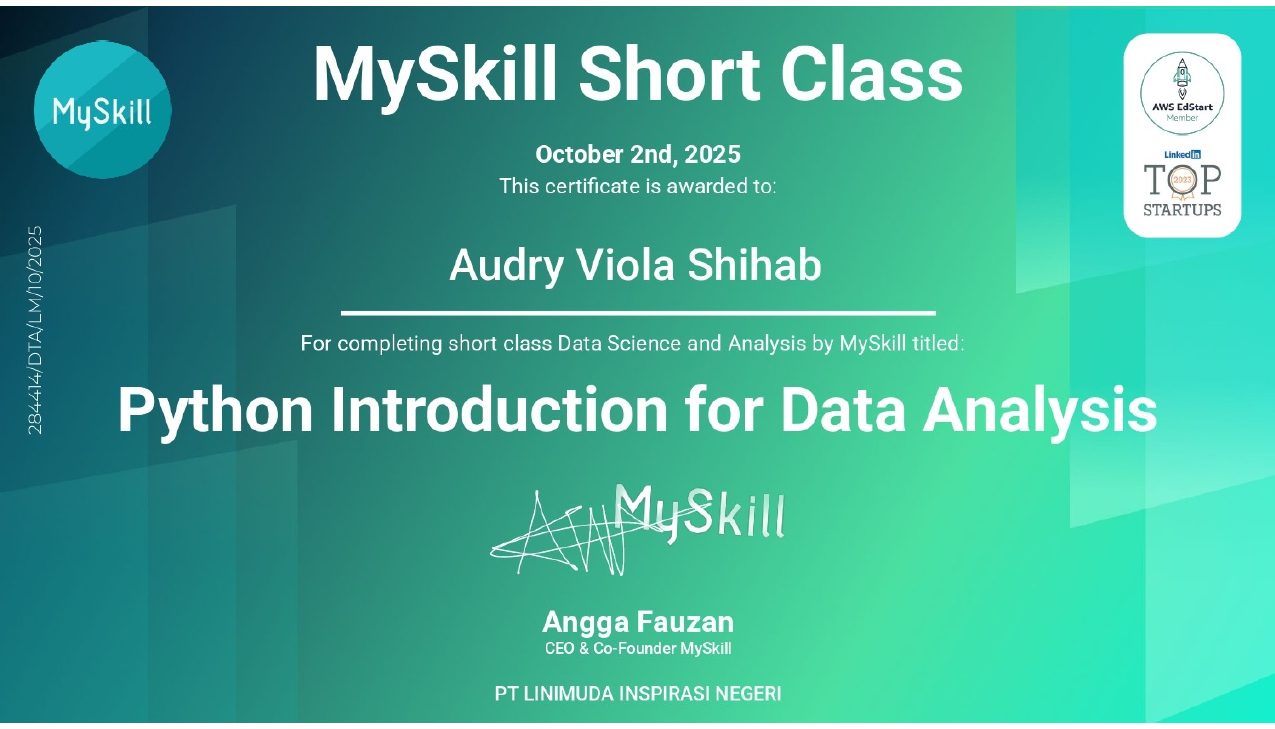 MySkill
MySkill Short Class
AWS EdStart
Member
LinkedIn
TOP
2023
STARTUPS
October 2nd, 2025
This certificate is awarded to:
Audry Viola Shihab
284414/DTA/LM/10/2025
For completing short class Data Science and Analysis by MySkill titled:
Python Introduction for Data Analysis
MySkill
Angga Fauzan
CEO & Co-Founder MySkill
PT LINIMUDA INSPIRASI NEGERI